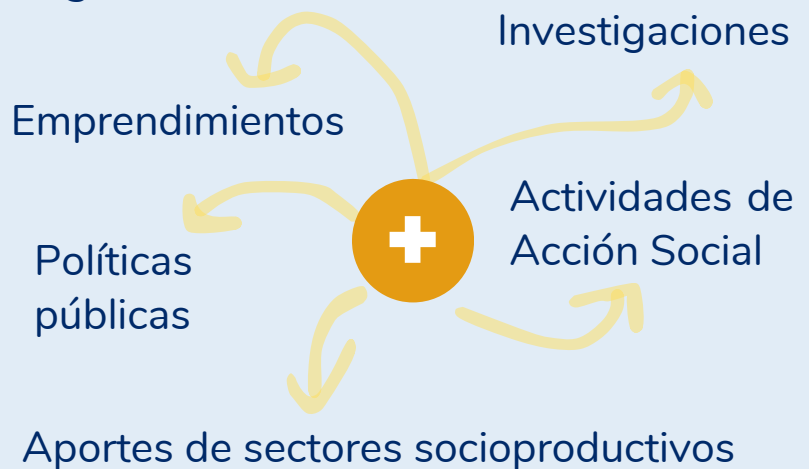 Investigaciones
Emprendimientos
Actividades de
Acción Social
Políticas
públicas
Aportes de sectores socioproductivos